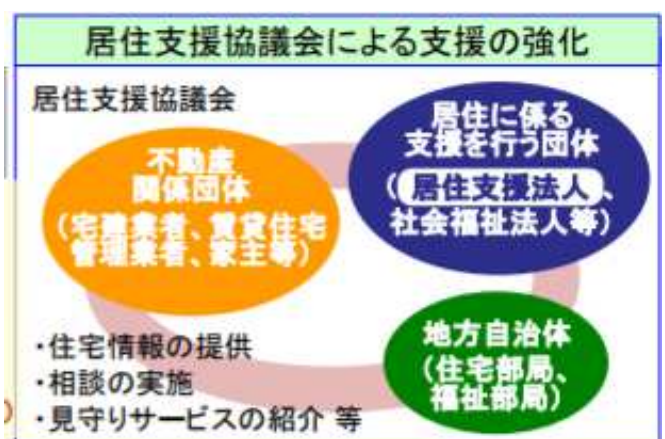 居住支援協議会による支援の強化
居住支援協議会
不動産
関係団体
(宅建業者、賃貸住宅
管理業者、家主等)
居住に係る
支援を行う団体
(居住支援法人、
社会福祉法人等)
地方自治体
(住宅部局、
福祉部局)
・住宅情報の提供
・相談の実施
・見守りサービスの紹介 等